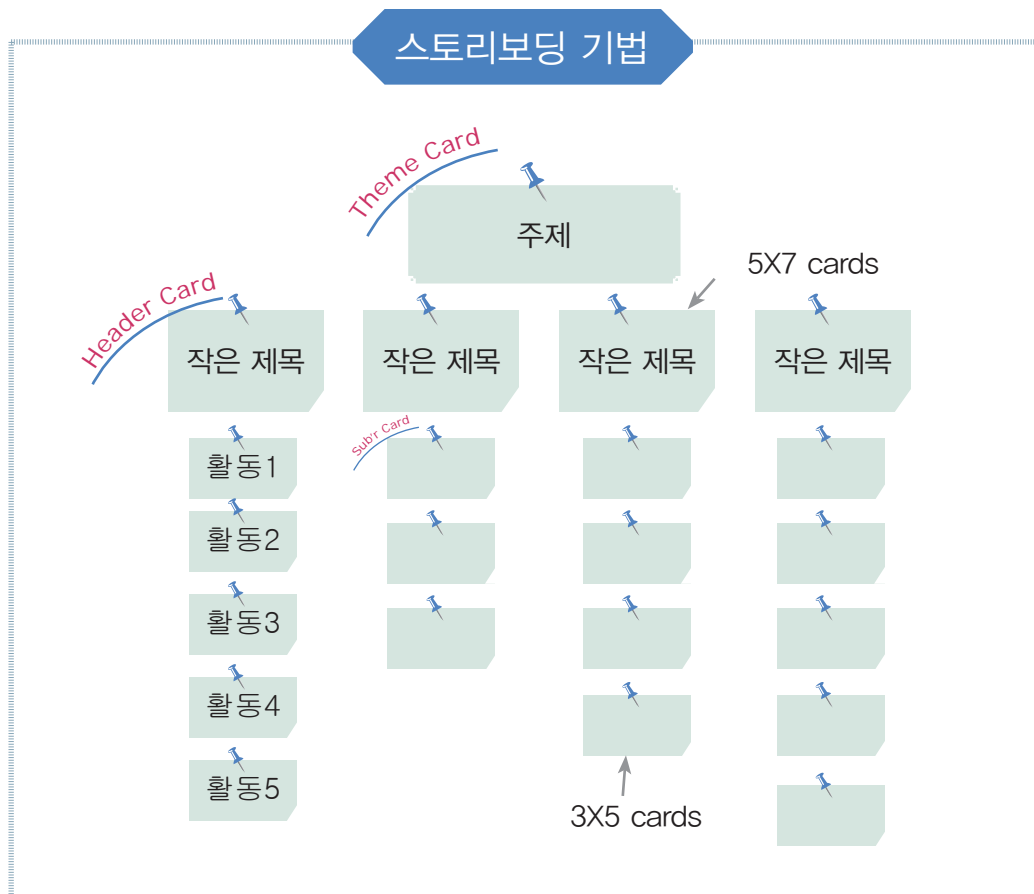 스토리보딩 기법
Theme Card
주제
5X7 cards
Header Card
작은 제목
작은 제목
작은 제목
작은 제목
Sub'r Card
활동1
활동2
활동3
활동4
활동5
3X5 cards